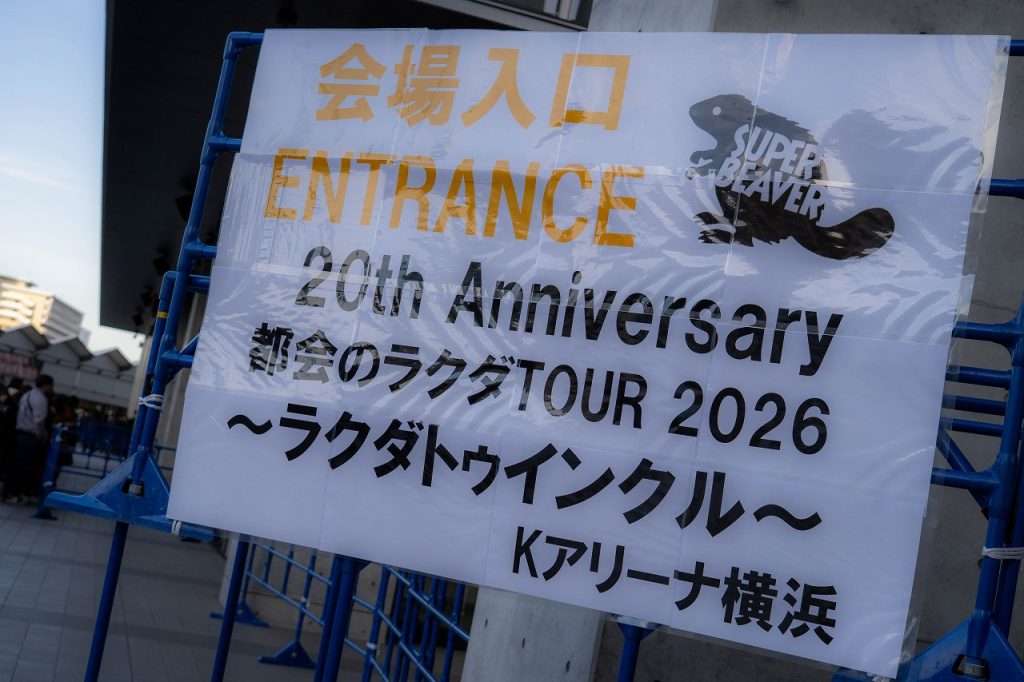 会場入口
ENTRANCE
SUPER
BEAVER
20th Anniversary
都会のラクダTOUR 2026
～ラクダトゥインクル～
Kアリーナ横浜